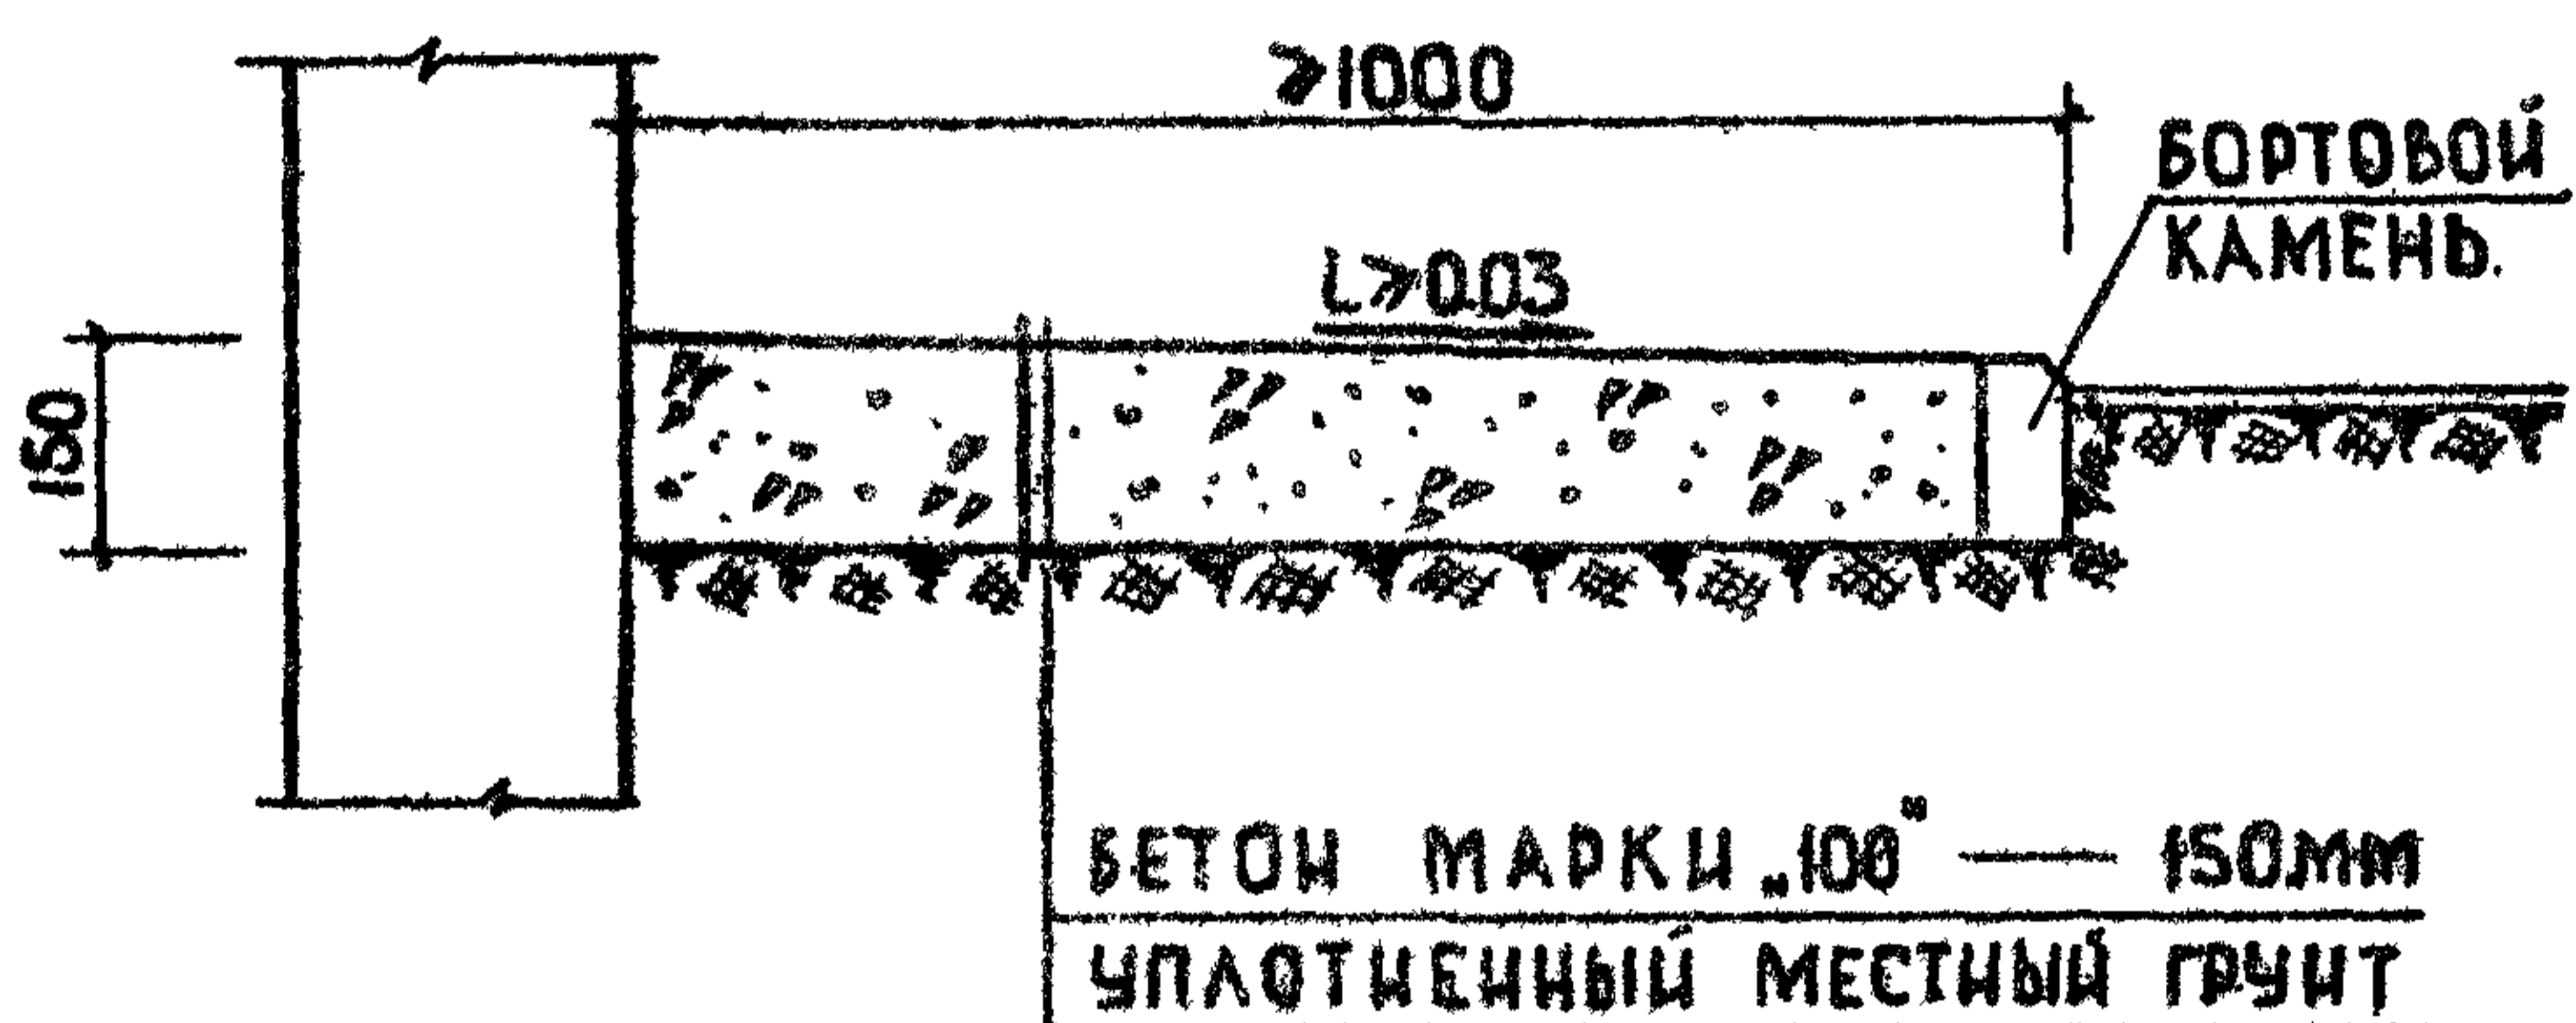 ≥1000
БОРТОВОЙ
КАМЕНЬ.
i≥0.03
150
БЕТОН МАРКИ „100" — 150ММ
УПЛОТНЕННЫЙ МЕСТНЫЙ ГРУНТ